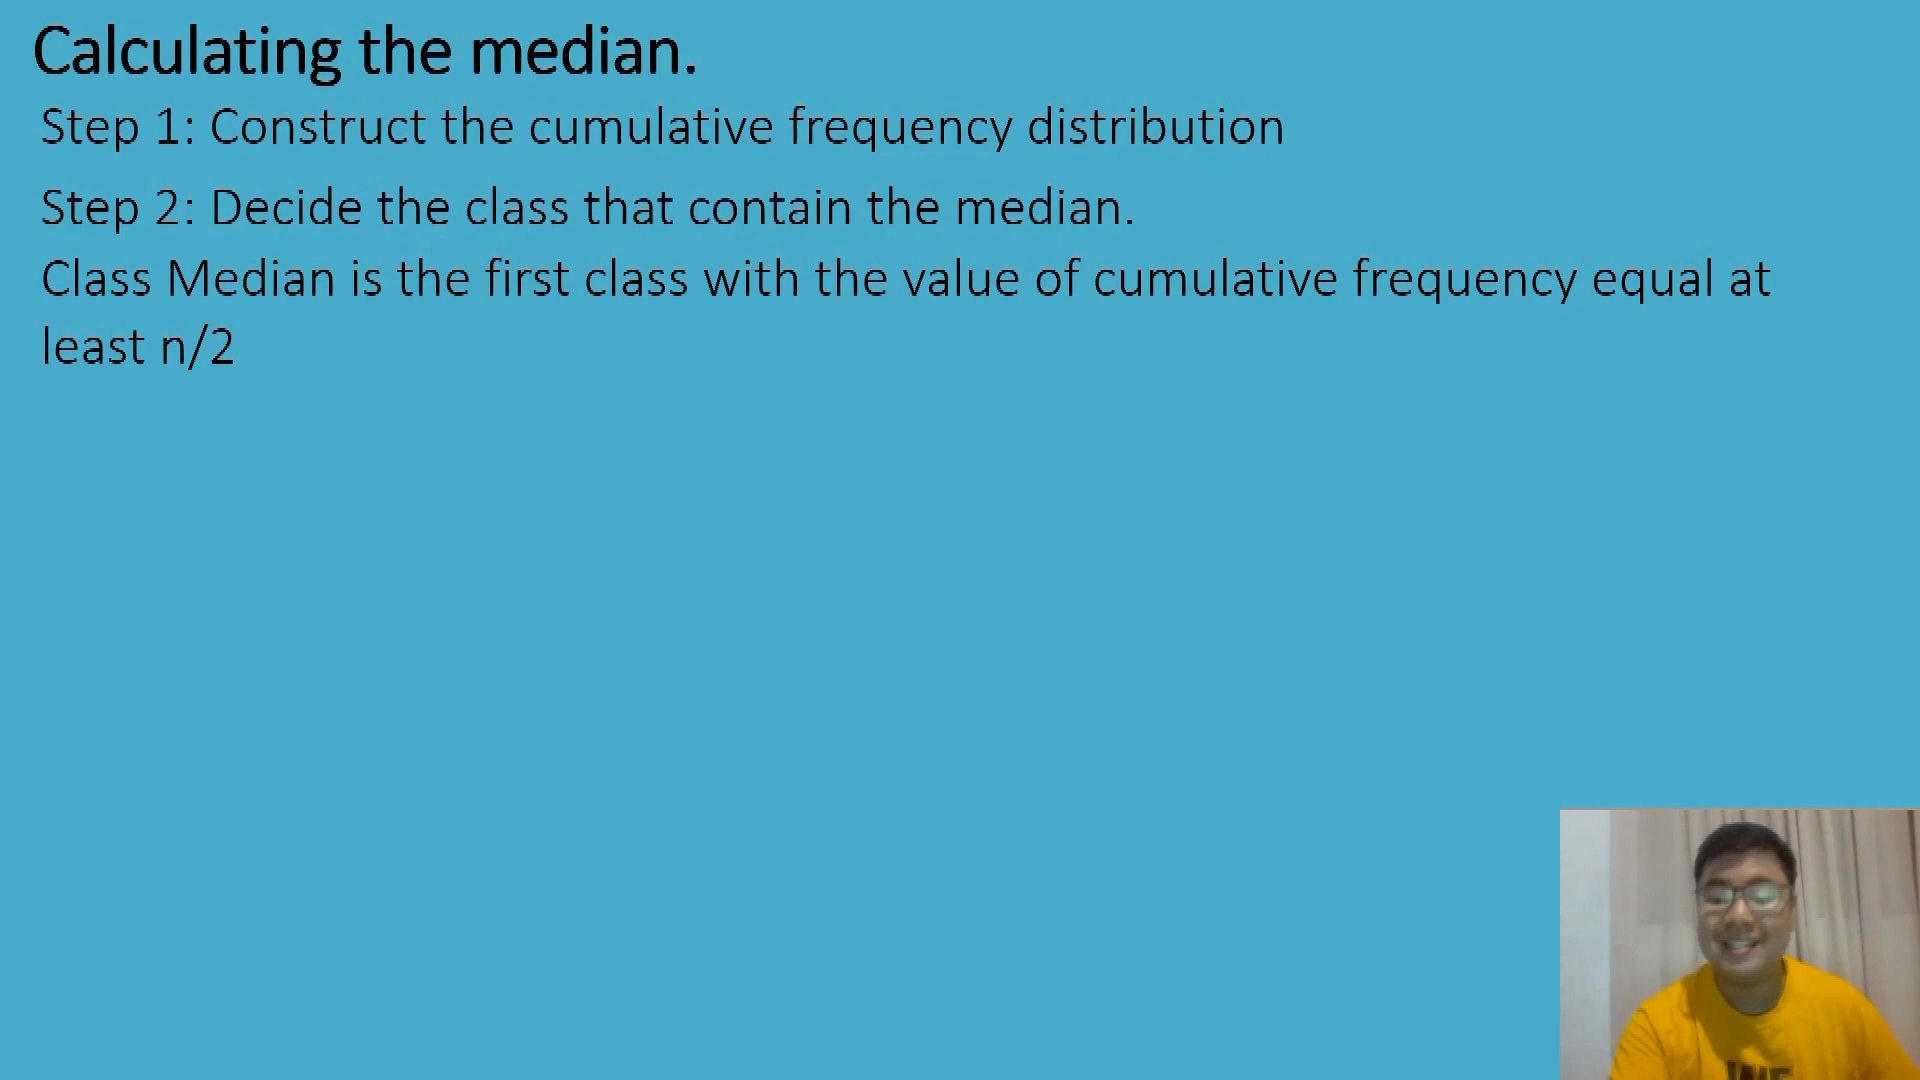 Calculating the median.
Step 1: Construct the cumulative frequency distribution
Step 2: Decide the class that contain the median.
Class Median is the first class with the value of cumulative frequency equal at
least n/2